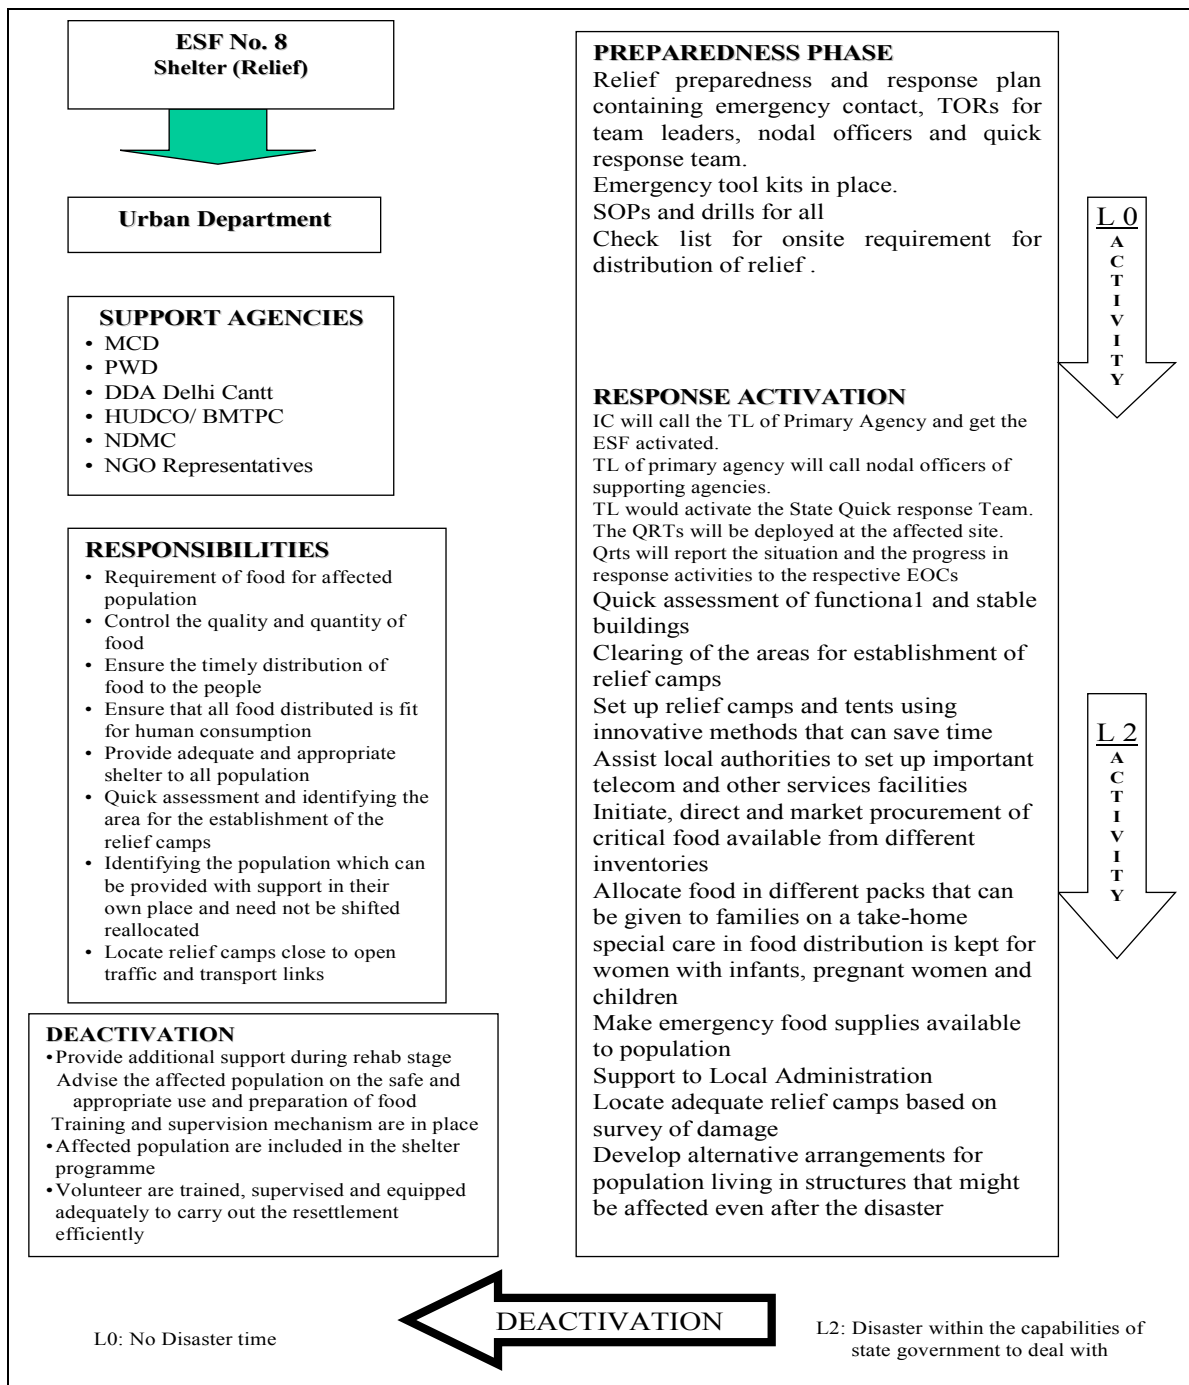 ESF No. 8
Shelter (Relief)
Urban Department
SUPPORT AGENCIES
• MCD
• PWD
• DDA Delhi Cantt
• HUDCO/ BMTPC
• NDMC
• NGO Representatives
RESPONSIBILITIES
• Requirement of food for affected
population
• Control the quality and quantity of
food
• Ensure the timely distribution of
food to the people
• Ensure that all food distributed is fit
for human consumption
• Provide adequate and appropriate
shelter to all population
• Quick assessment and identifying the
area for the establishment of the
relief camps
• Identifying the population which can
be provided with support in their
own place and need not be shifted
reallocated
• Locate relief camps close to open
traffic and transport links
DEACTIVATION
• Provide additional support during rehab stage
Advise the affected population on the safe and
appropriate use and preparation of food
Training and supervision mechanism are in place
• Affected population are included in the shelter
programme
• Volunteer are trained, supervised and equipped
adequately to carry out the resettlement
efficiently
PREPAREDNESS PHASE
Relief preparedness and response plan
containing emergency contact, TORs for
team leaders, nodal officers and quick
response team.
Emergency tool kits in place.
SOPs and drills for all
Check list for onsite requirement for
distribution of relief .
RESPONSE ACTIVATION
IC will call the TL of Primary Agency and get the
ESF activated.
TL of primary agency will call nodal officers of
supporting agencies.
TL would activate the State Quick response Team.
The QRTs will be deployed at the affected site.
Qrts will report the situation and the progress in
response activities to the respective EOCs
Quick assessment of functiona1 and stable
buildings
Clearing of the areas for establishment of
relief camps
Set up relief camps and tents using
innovative methods that can save time
Assist local authorities to set up important
telecom and other services facilities
Initiate, direct and market procurement of
critical food available from different
inventories
Allocate food in different packs that can
be given to families on a take-home
special care in food distribution is kept for
women with infants, pregnant women and
children
Make emergency food supplies available
to population
Support to Local Administration
Locate adequate relief camps based on
survey of damage
Develop alternative arrangements for
population living in structures that might
be affected even after the disaster
L 0
A
C
T
I
V
I
T
Y
L 2
A
C
T
I
V
I
T
Y
DEACTIVATION
L0: No Disaster time
L2: Disaster within the capabilities of
state government to deal with